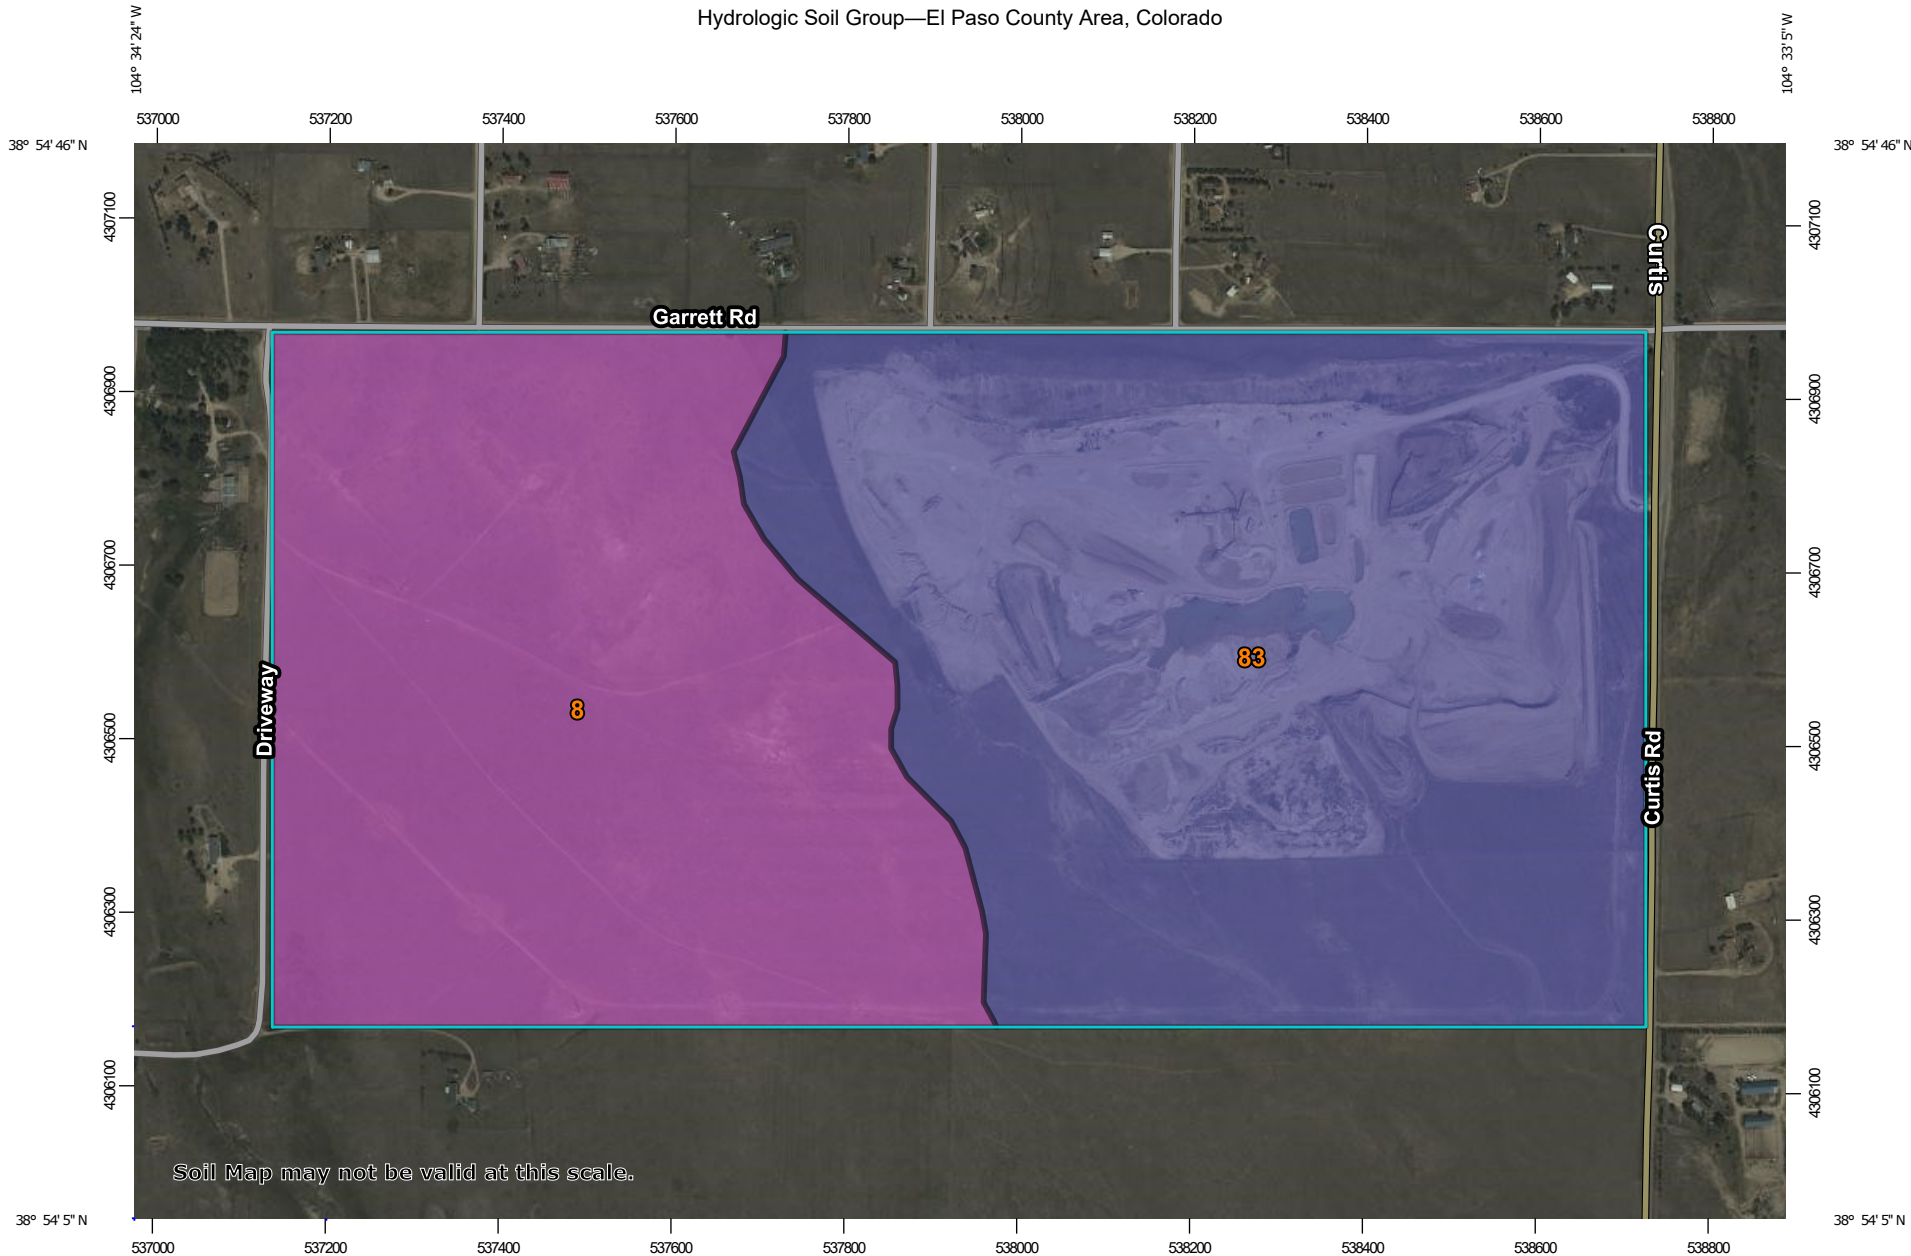 Hydrologic Soil Group—El Paso County Area, Colorado
104° 34' 24'' W
104° 33' 5'' W
537000 537200 537400 537600 537800 538000 538200 538400 538600 538800
38° 54' 46'' N
38° 54' 46'' N
4307100
4307100
Curtis
Garrett Rd
4306900
4306900
4306700
4306700
83
8
Driveway
4306500
4306500
Curtis Rd
4306300
4306300
4306100
4306100
Soil Map may not be valid at this scale.
38° 54' 5'' N
38° 54' 5'' N
537000 537200 537400 537600 537800 538000 538200 538400 538600 538800